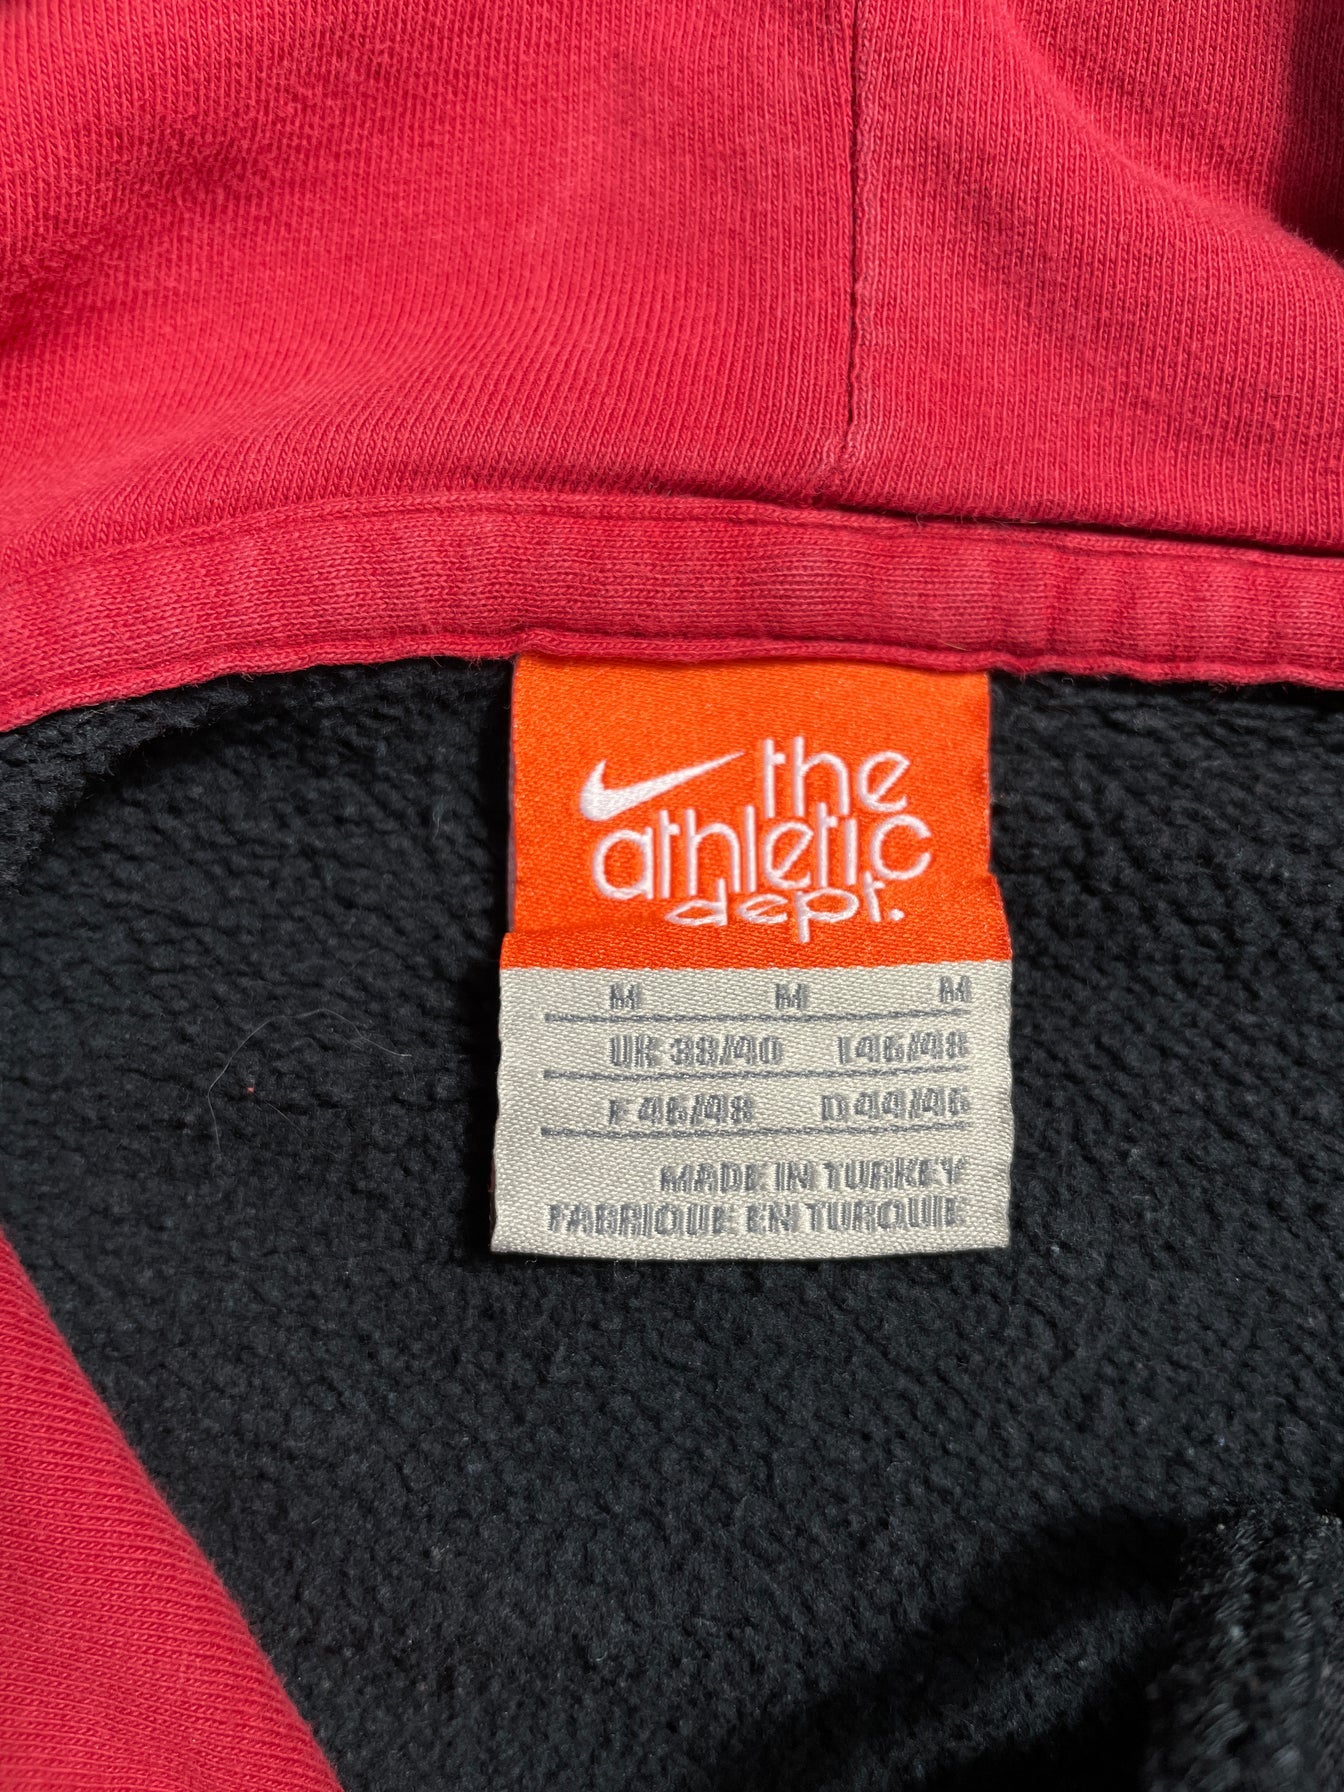 the
athletic
dept.
M M M
UK 38/40 I 46/48
F 46/48 D 44/46
MADE IN TURKEY
FABRIQUE EN TURQUIE